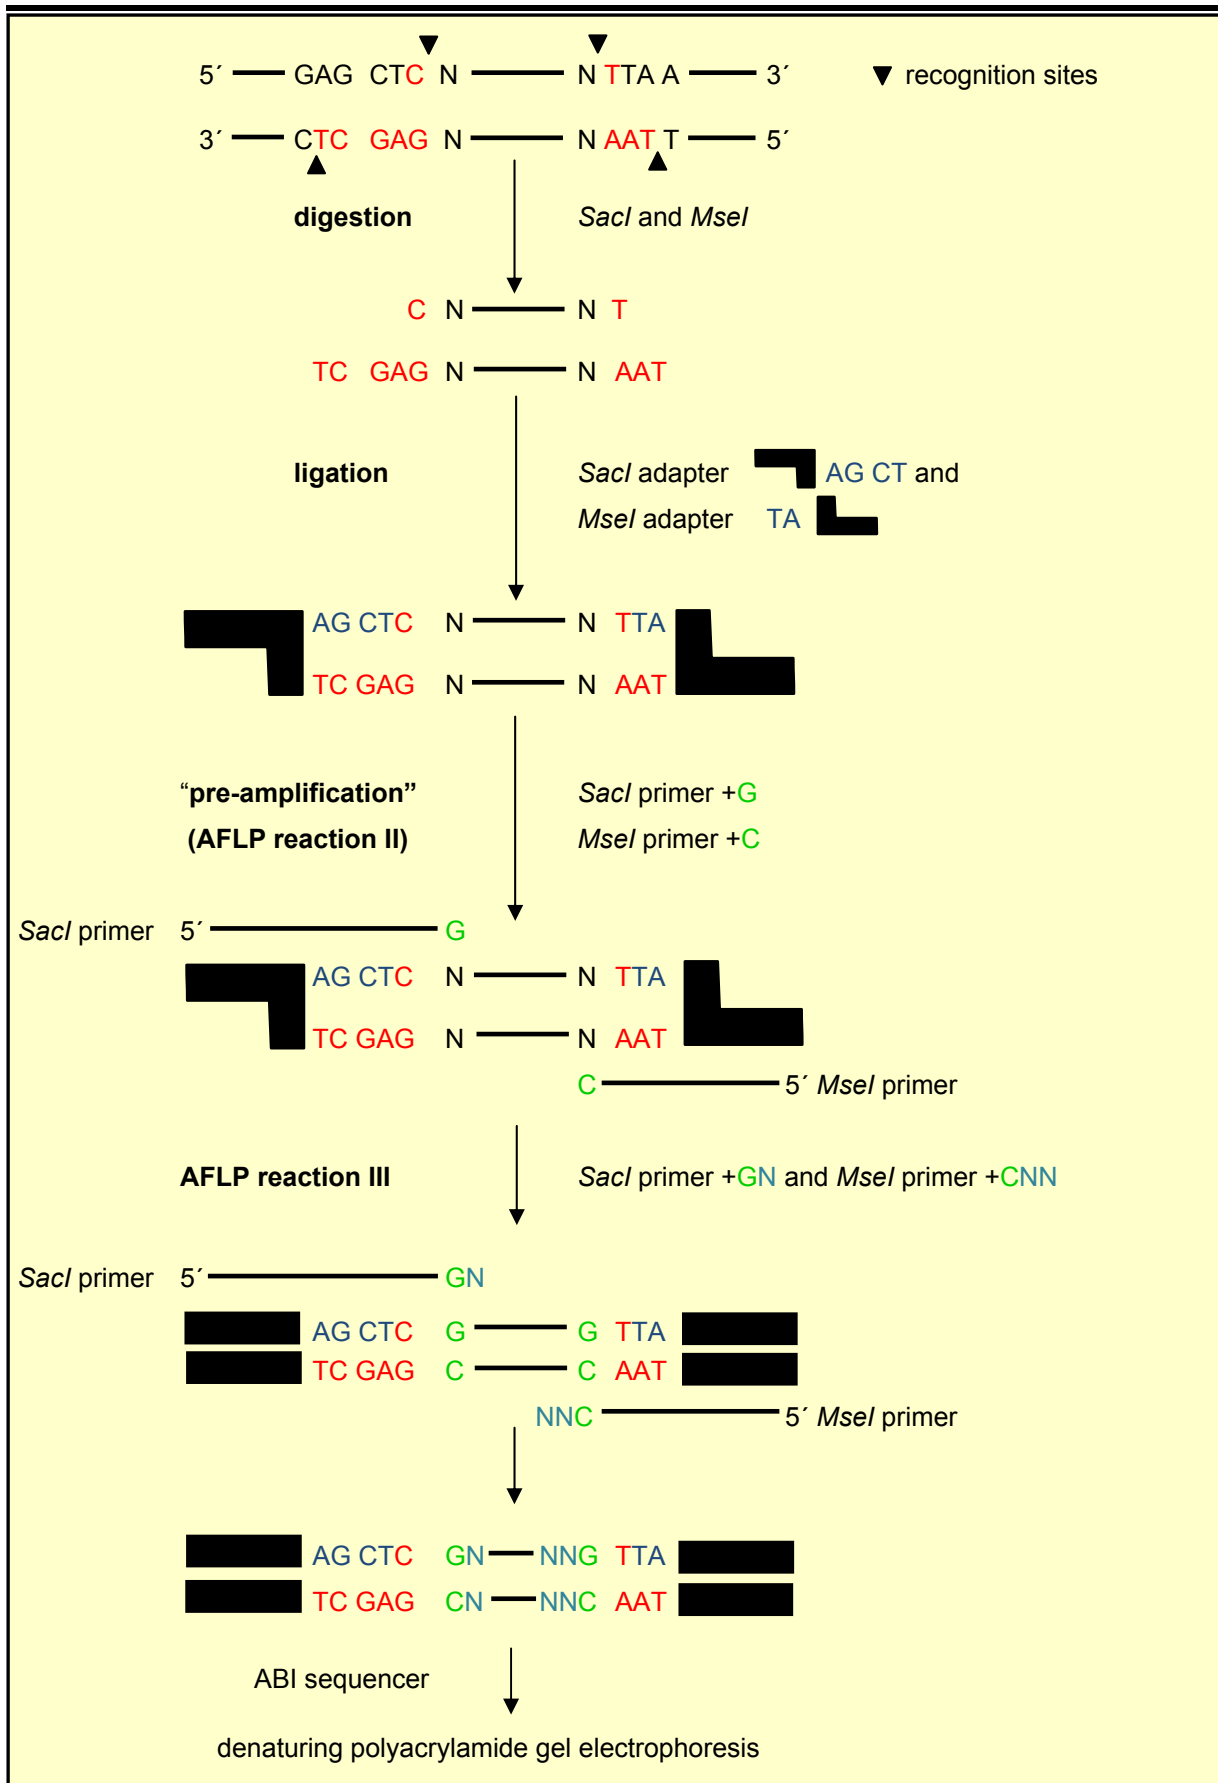 5´ GAG CTC N N TTA A 3´ ▼ recognition sites
3´ CTC GAG N N AAT T 5´
digestion SacI and MseI
C N N T
TC GAG N N AAT
ligation SacI adapter AG CT and
MseI adapter TA
AG CTC N N TTA
TC GAG N N AAT
“pre-amplification” SacI primer +G
(AFLP reaction II) MseI primer +C
SacI primer 5´ G
AG CTC N N TTA
TC GAG N N AAT
C 5´ MseI primer
AFLP reaction III SacI primer +GN and MseI primer +CNN
SacI primer 5´ GN
AG CTC G G TTA
TC GAG C C AAT
NNC 5´ MseI primer
AG CTC GN NNG TTA
TC GAG CN NNC AAT
ABI sequencer
denaturing polyacrylamide gel electrophoresis